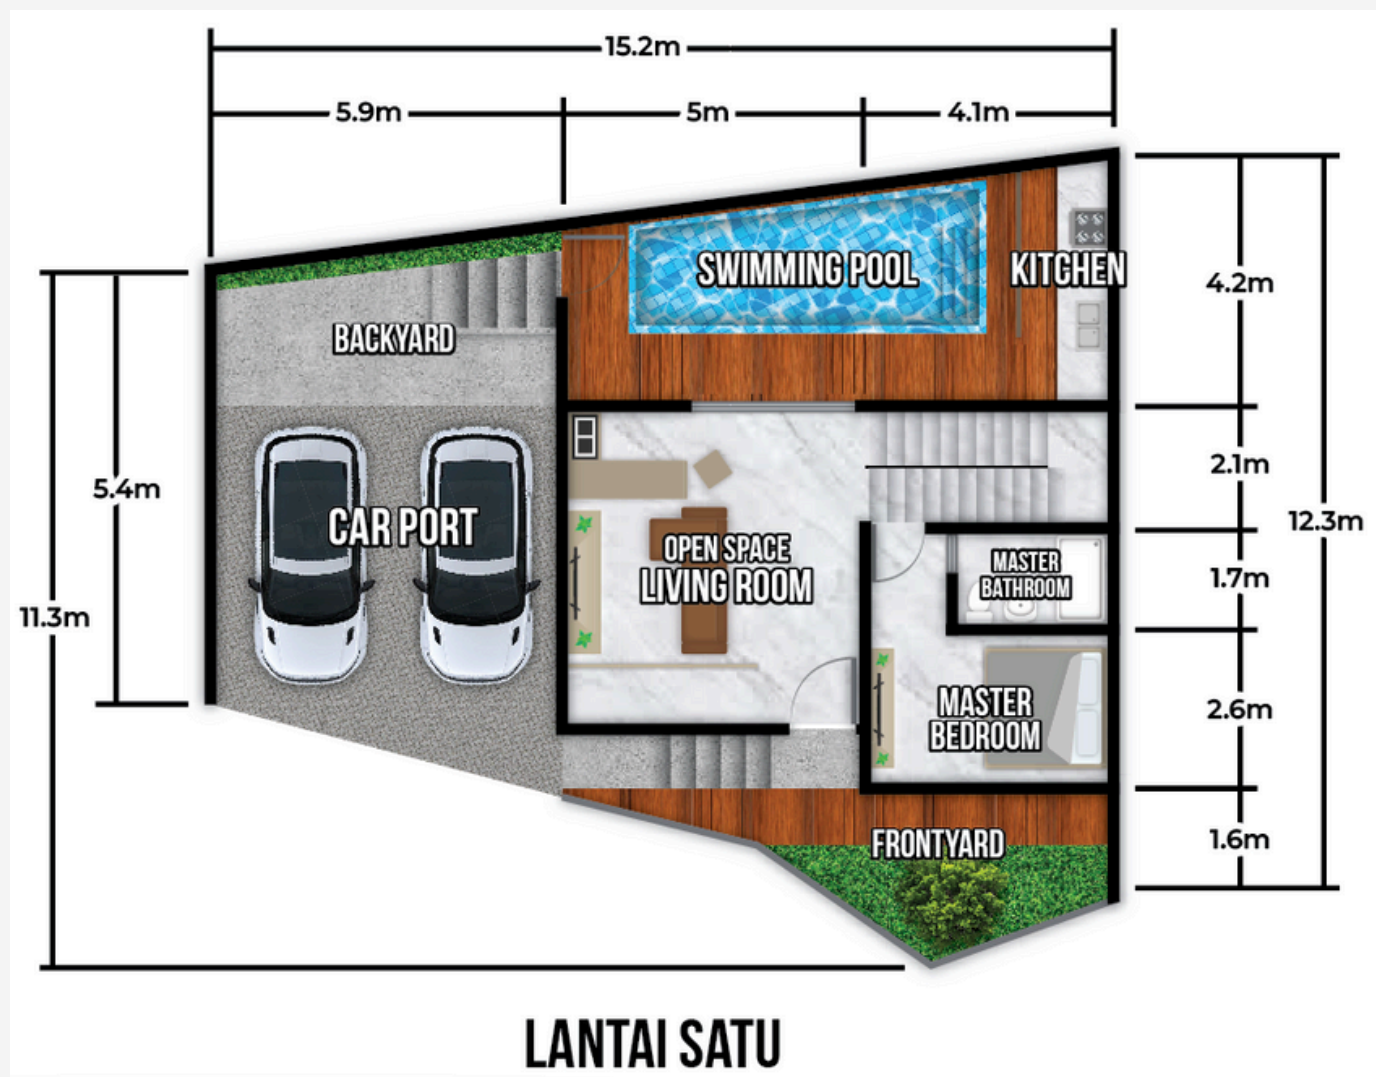 15.2m
5.9m
5m
4.1m
SWIMMING POOL
KITCHEN
4.2m
BACKYARD
2.1m
5.4m
CAR PORT
12.3m
OPEN SPACE
LIVING ROOM
MASTER
BATHROOM
1.7m
11.3m
MASTER
BEDROOM
2.6m
FRONTYARD
1.6m
LANTAI SATU